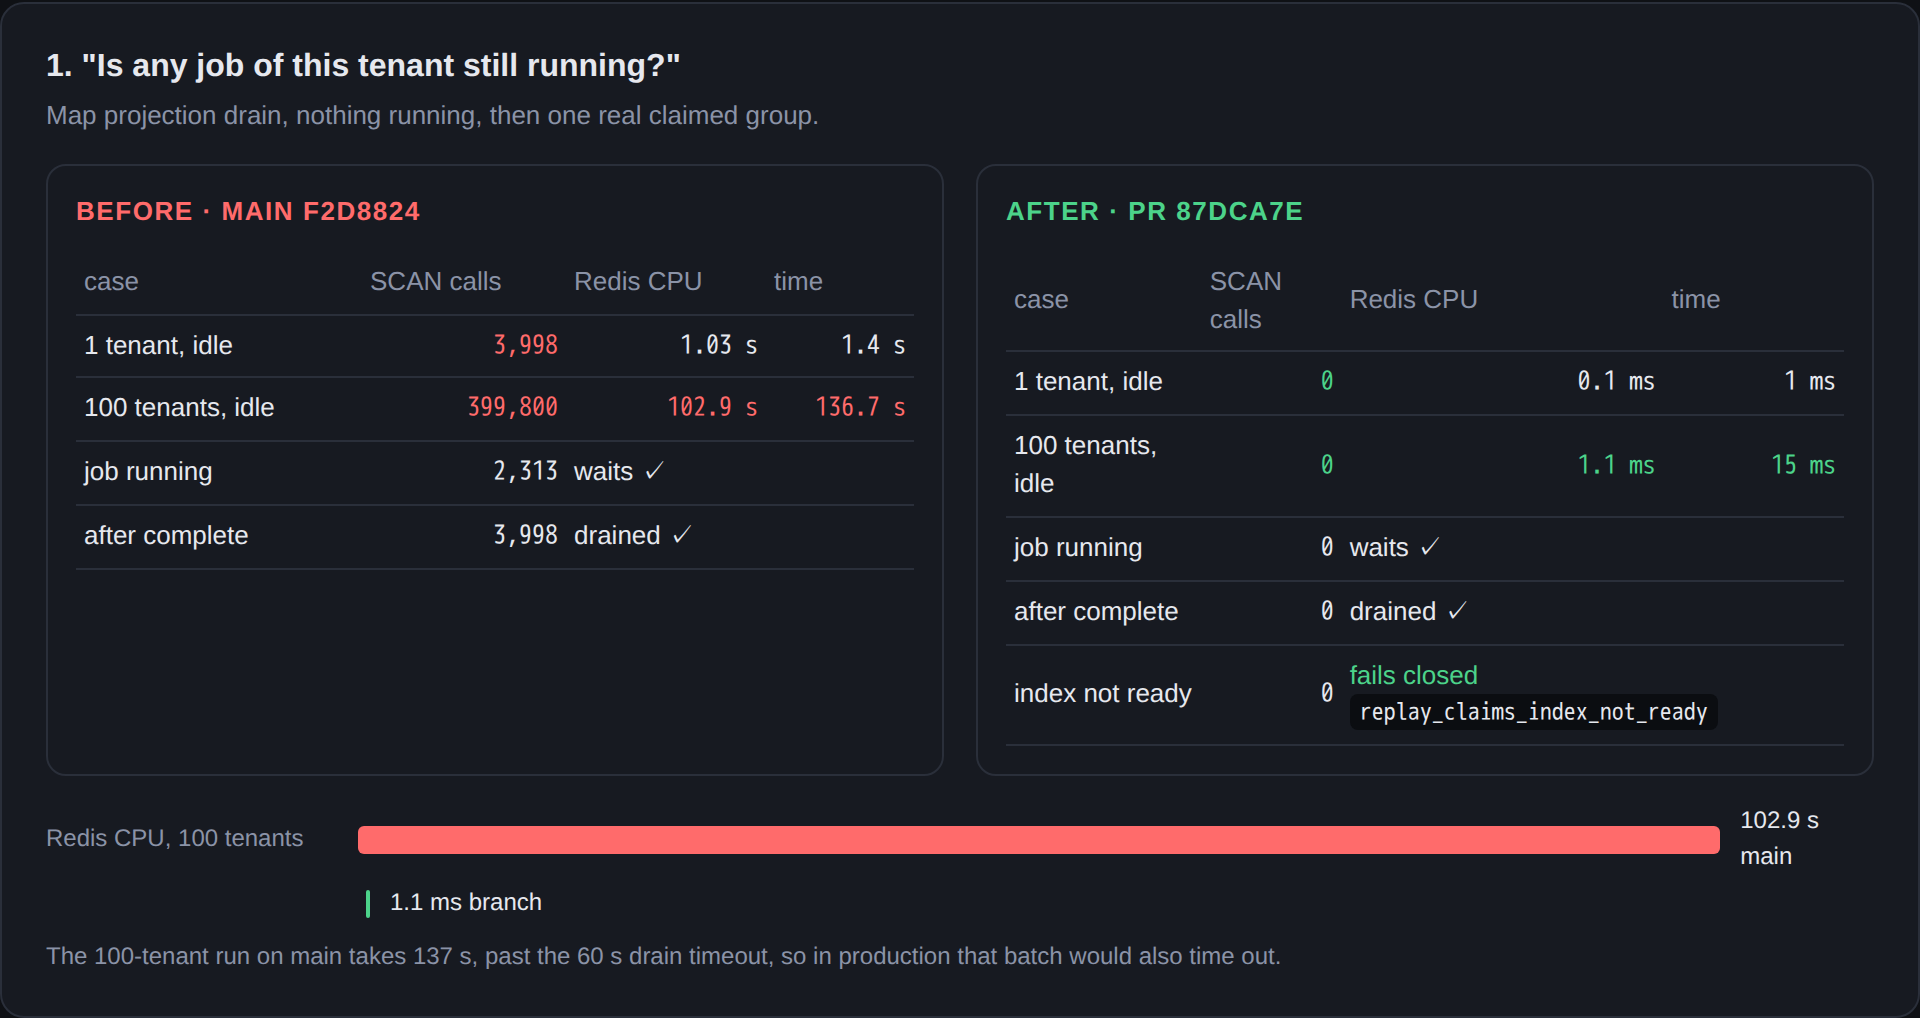 1. "Is any job of this tenant still running?"
Map projection drain, nothing running, then one real claimed group.
BEFORE · MAIN F2D8824
case SCAN calls Redis CPU time
1 tenant, idle 3,998 1.03 s 1.4 s
100 tenants, idle 399,800 102.9 s 136.7 s
job running 2,313 waits ✓
after complete 3,998 drained ✓
AFTER · PR 87DCA7E
case SCAN calls Redis CPU time
1 tenant, idle 0 0.1 ms 1 ms
100 tenants, idle 0 1.1 ms 15 ms
job running 0 waits ✓
after complete 0 drained ✓
index not ready 0 fails closed
replay_claims_index_not_ready
Redis CPU, 100 tenants 102.9 s
main
1.1 ms branch
The 100-tenant run on main takes 137 s, past the 60 s drain timeout, so in production that batch would also time out.